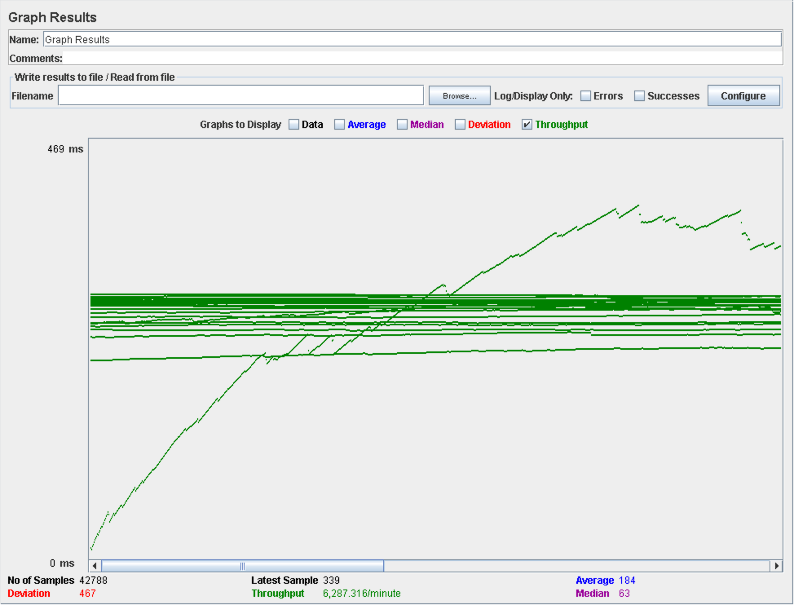 Graph Results
Name: Graph Results
Comments:
Write results to file / Read from file
Filename Browse... Log/Display Only: Errors Successes Configure
Graphs to Display Data Average Median Deviation Throughput
469 ms
0 ms
No of Samples 42788 Latest Sample 339 Average 184
Deviation 467 Throughput 6,287.316/minute Median 63